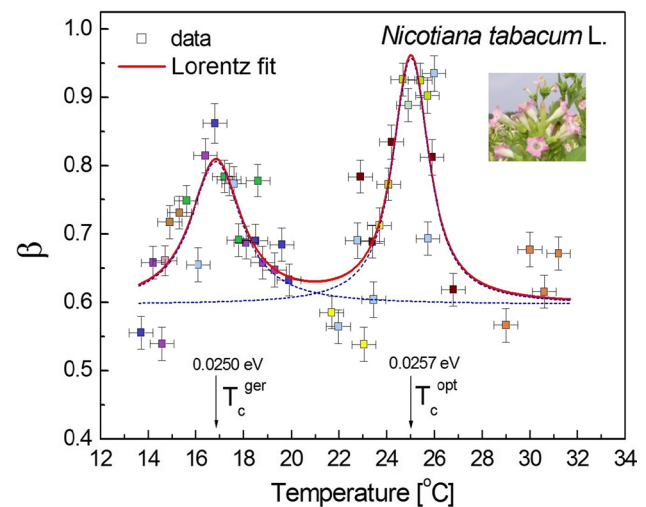 Nicotiana tabacum L.
data
Lorentz fit
1.0
0.9
0.8
0.7
0.6
0.5
0.4
β
0.0250 eV
T_c^ger
0.0257 eV
T_c^opt
12 14 16 18 20 22 24 26 28 30 32 34
Temperature [°C]